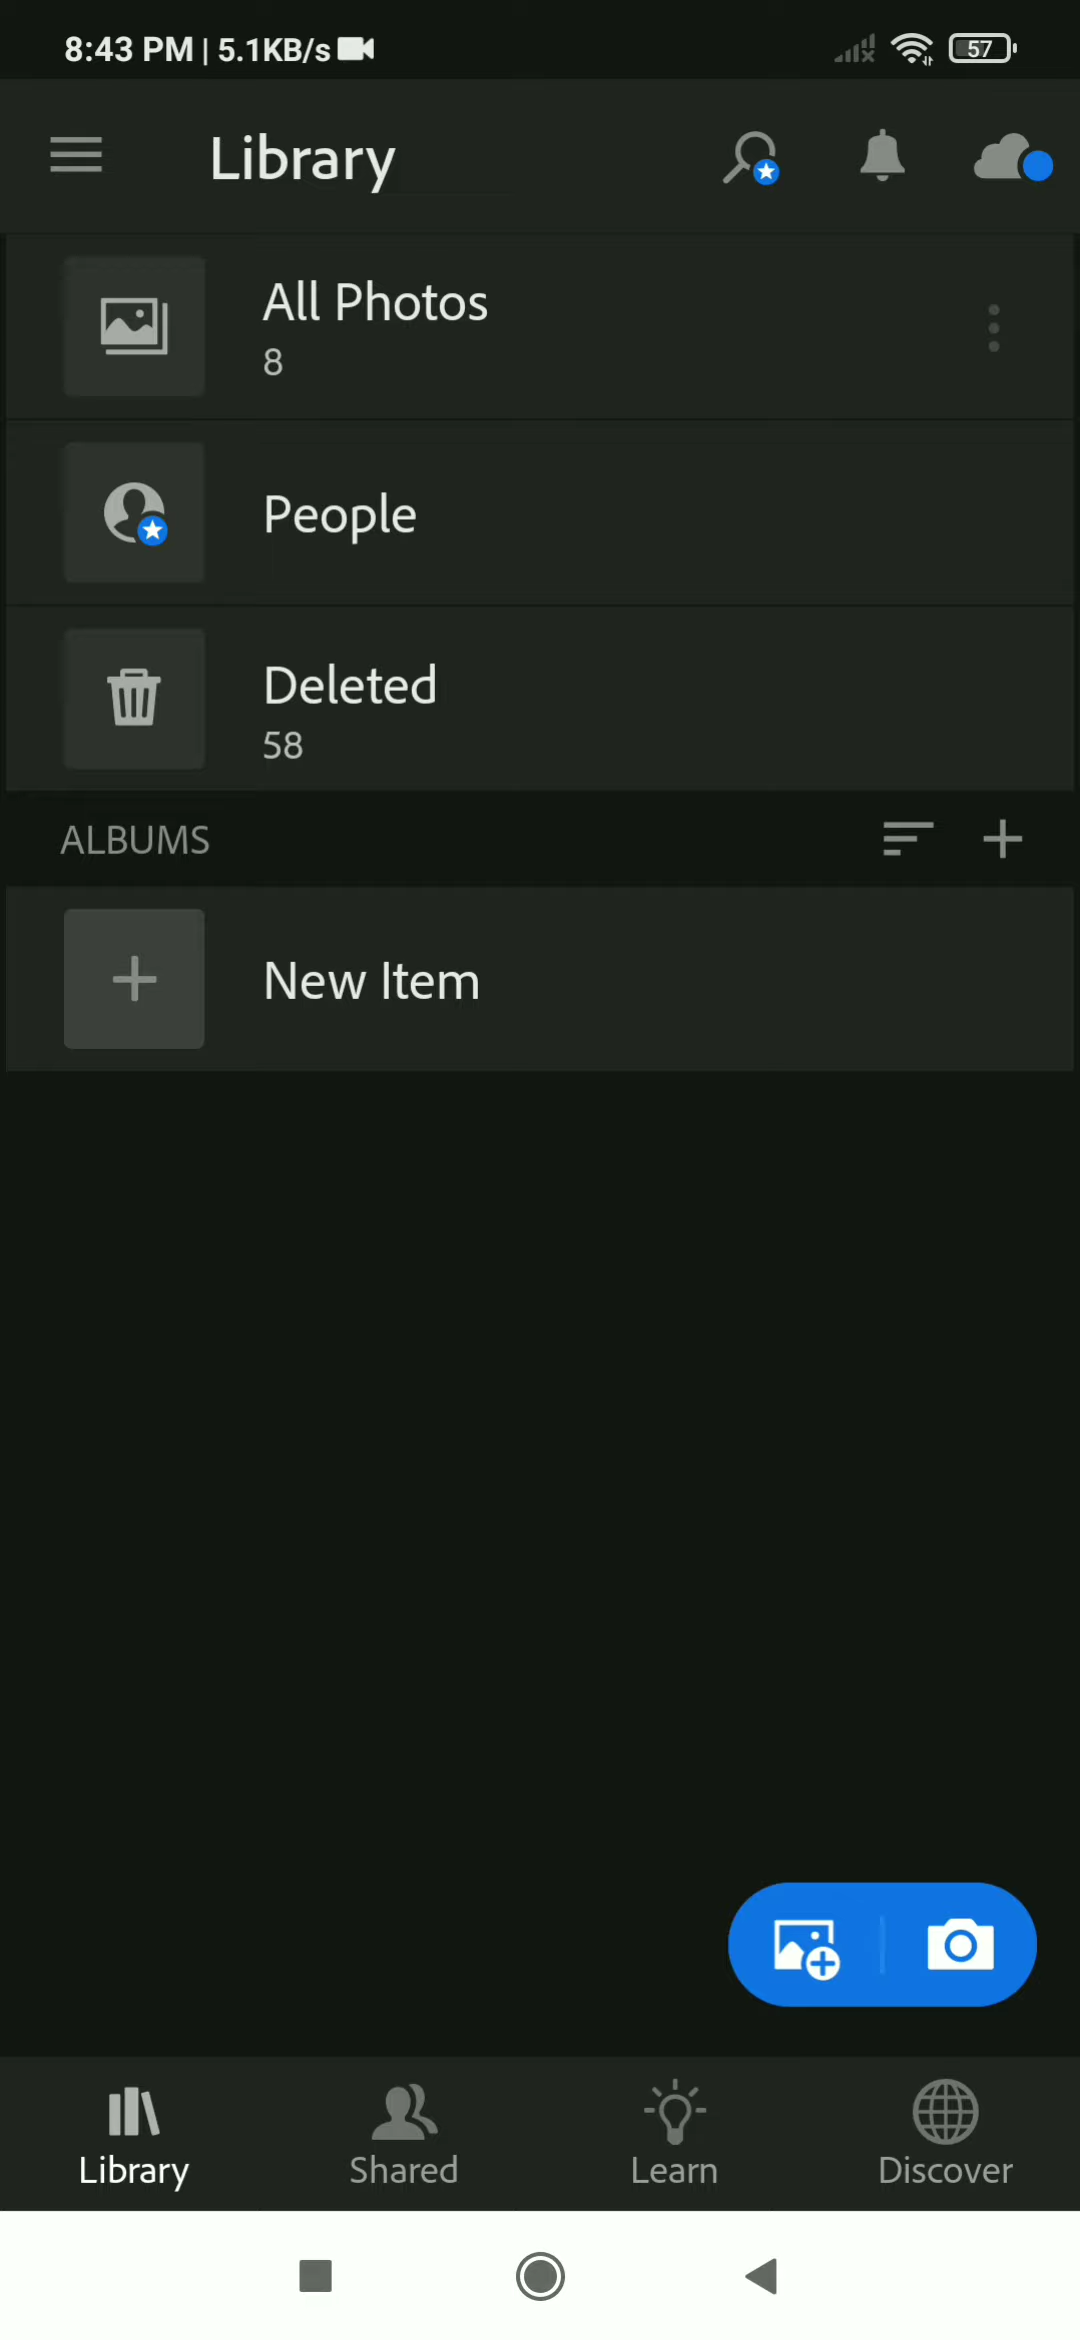 8:43 PM | 5.1KB/s
57
Library
All Photos
8
People
Deleted
58
ALBUMS
New Item
Library
Shared
Learn
Discover